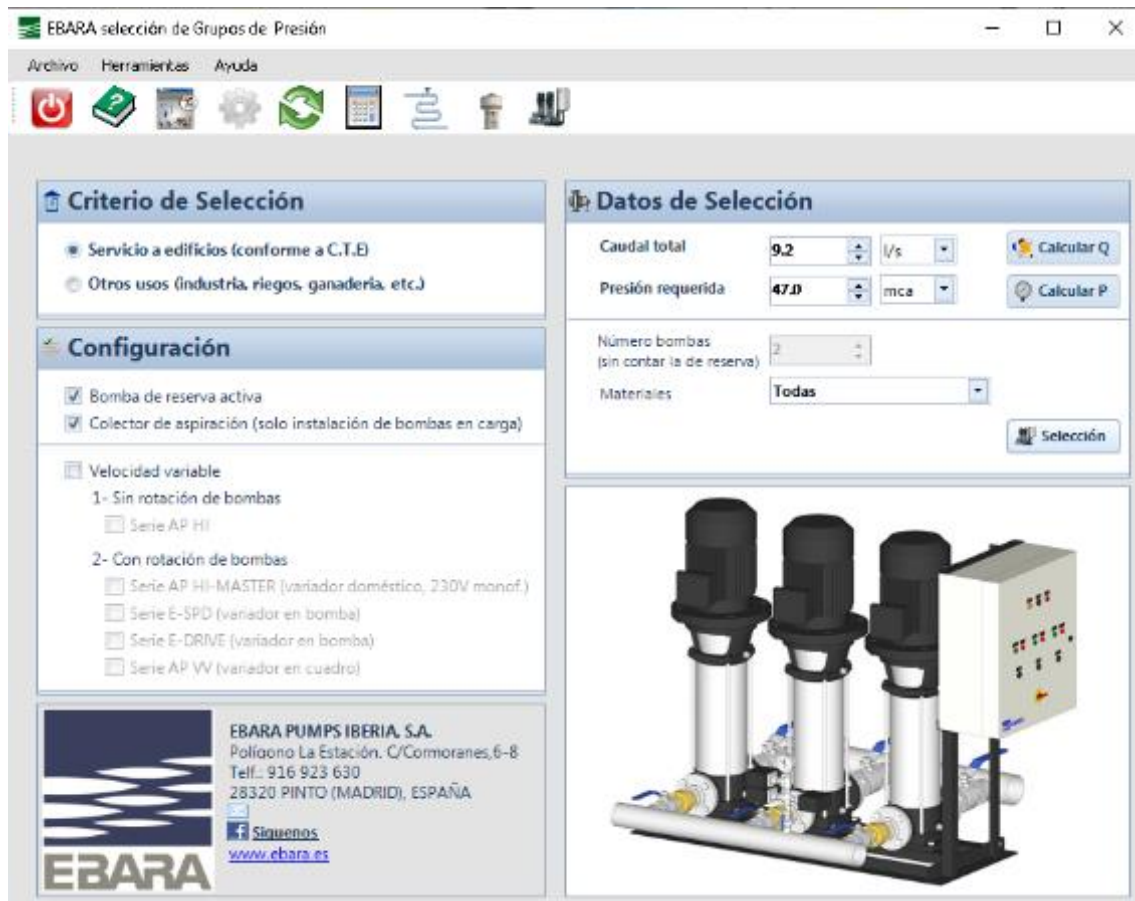 EBARA selección de Grupos de Presión
Archivo Herramientas Ayuda
Criterio de Selección
Servicio a edificios (conforme a C.T.E)
Otros usos (industria, riegos, ganaderia, etc.)
Configuración
Bomba de reserva activa
Colector de aspiración (solo instalación de bombas en carga)
Velocidad variable
1- Sin rotación de bombas
Serie AP HI
2- Con rotación de bombas
Serie AP HI-MASTER (variador doméstico, 230V monof.)
Serie E-SPD (variador en bomba)
Serie E-DRIVE (variador en bomba)
Serie AP VV (variador en cuadro)
EBARA
EBARA PUMPS IBERIA, S.A.
Polígono La Estación. C/Cormoranes,6-8
Telf.: 916 923 630
28320 PINTO (MADRID), ESPAÑA
Síguenos
www.ebara.es
Datos de Selección
Caudal total 9.2 l/s Calcular Q
Presión requerida 47.0 mca Calcular P
Número bombas
(sin contar la de reserva) 2
Materiales Todas
Selección